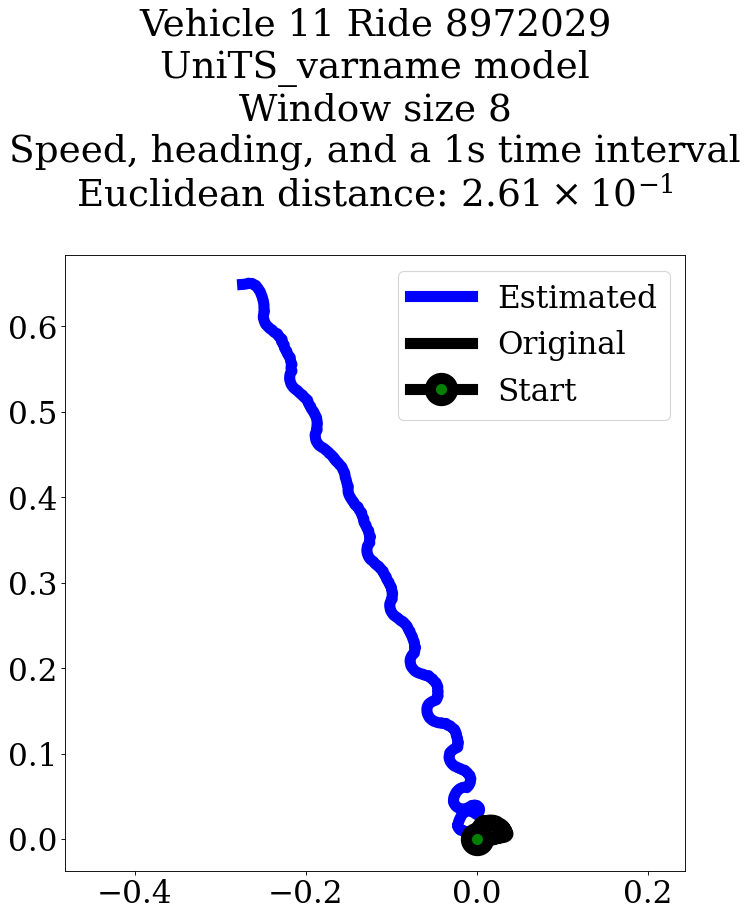 Vehicle 11 Ride 8972029
UniTS_varname model
Window size 8
Speed, heading, and a 1s time interval
Euclidean distance: 2.61 × 10⁻¹
Estimated
Original
Start
0.6
0.5
0.4
0.3
0.2
0.1
0.0
−0.4
−0.2
0.0
0.2